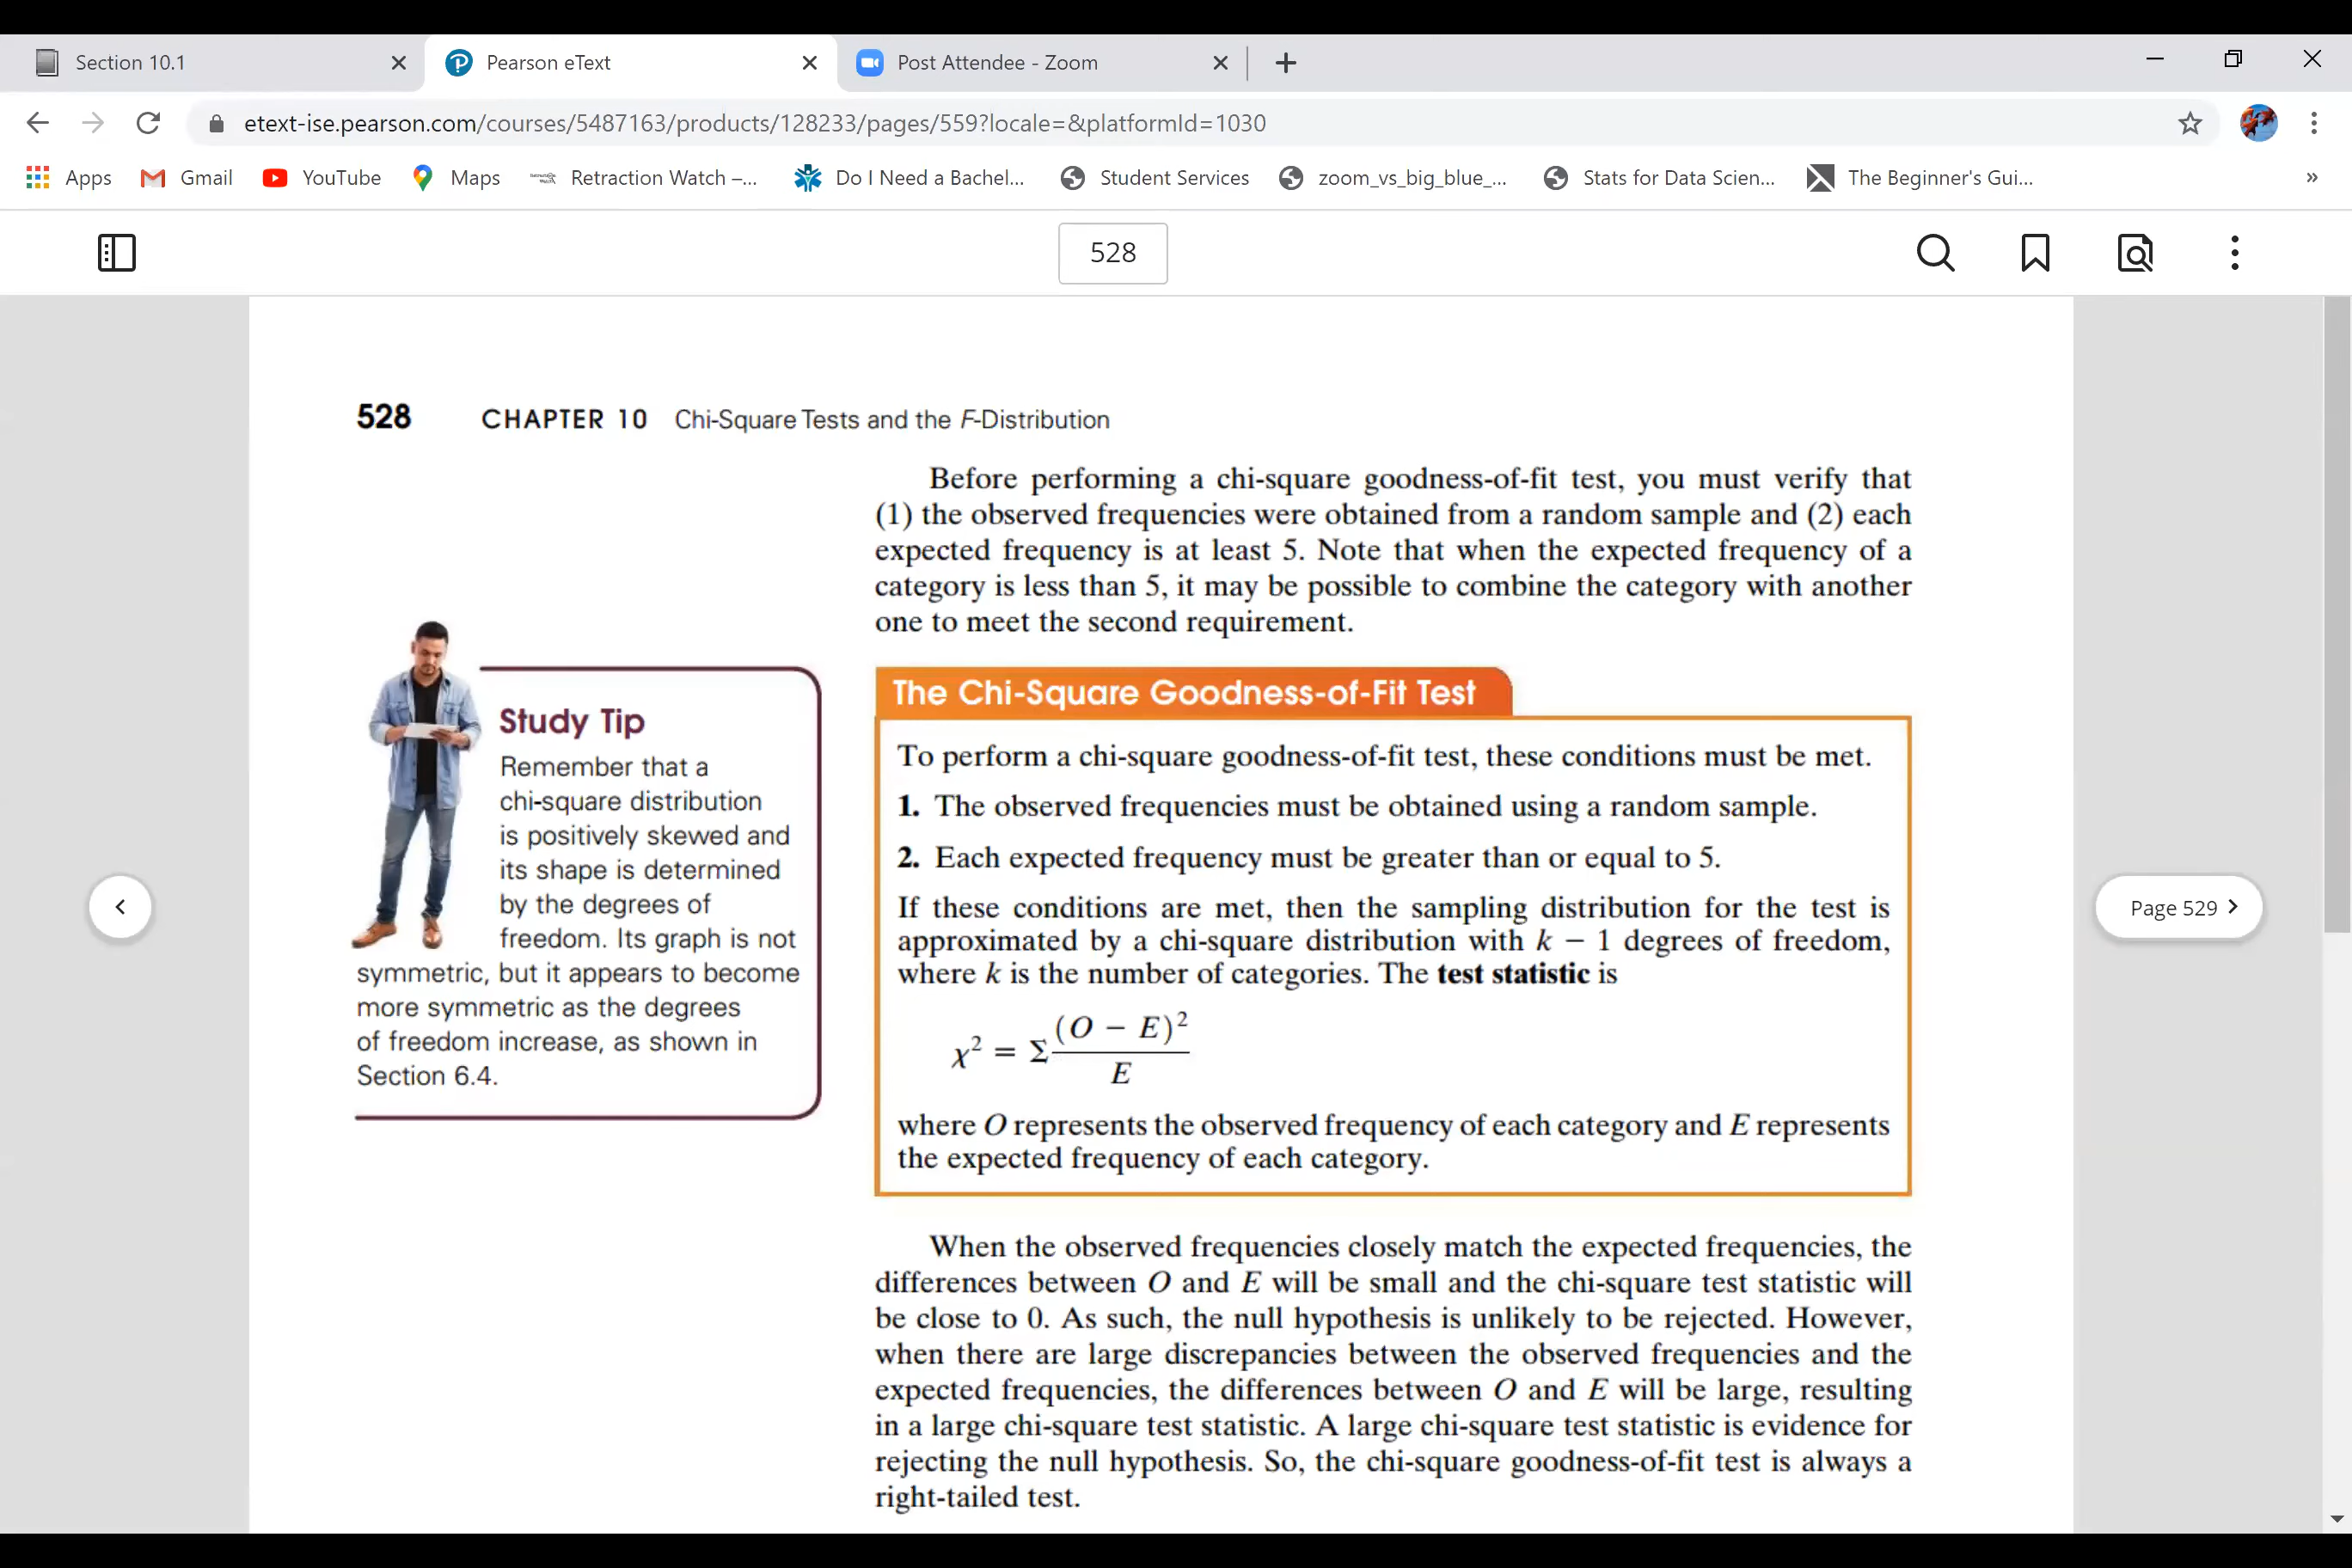 Section 10.1
Pearson eText
Post Attendee - Zoom
etext-ise.pearson.com/courses/5487163/products/128233/pages/559?locale=&platformId=1030
Apps
Gmail
YouTube
Maps
Retraction Watch –...
Do I Need a Bachel...
Student Services
zoom_vs_big_blue_...
Stats for Data Scien...
The Beginner's Gui...
»
528
528 CHAPTER 10 Chi-Square Tests and the F-Distribution
Before performing a chi-square goodness-of-fit test, you must verify that
(1) the observed frequencies were obtained from a random sample and (2) each
expected frequency is at least 5. Note that when the expected frequency of a
category is less than 5, it may be possible to combine the category with another
one to meet the second requirement.
Study Tip
Remember that a
chi-square distribution
is positively skewed and
its shape is determined
by the degrees of
freedom. Its graph is not
symmetric, but it appears to become
more symmetric as the degrees
of freedom increase, as shown in
Section 6.4.
The Chi-Square Goodness-of-Fit Test
To perform a chi-square goodness-of-fit test, these conditions must be met.
1. The observed frequencies must be obtained using a random sample.
2. Each expected frequency must be greater than or equal to 5.
If these conditions are met, then the sampling distribution for the test is
approximated by a chi-square distribution with k − 1 degrees of freedom,
where k is the number of categories. The test statistic is
χ² = Σ (O − E)² / E
where O represents the observed frequency of each category and E represents
the expected frequency of each category.
When the observed frequencies closely match the expected frequencies, the
differences between O and E will be small and the chi-square test statistic will
be close to 0. As such, the null hypothesis is unlikely to be rejected. However,
when there are large discrepancies between the observed frequencies and the
expected frequencies, the differences between O and E will be large, resulting
in a large chi-square test statistic. A large chi-square test statistic is evidence for
rejecting the null hypothesis. So, the chi-square goodness-of-fit test is always a
right-tailed test.
Page 529